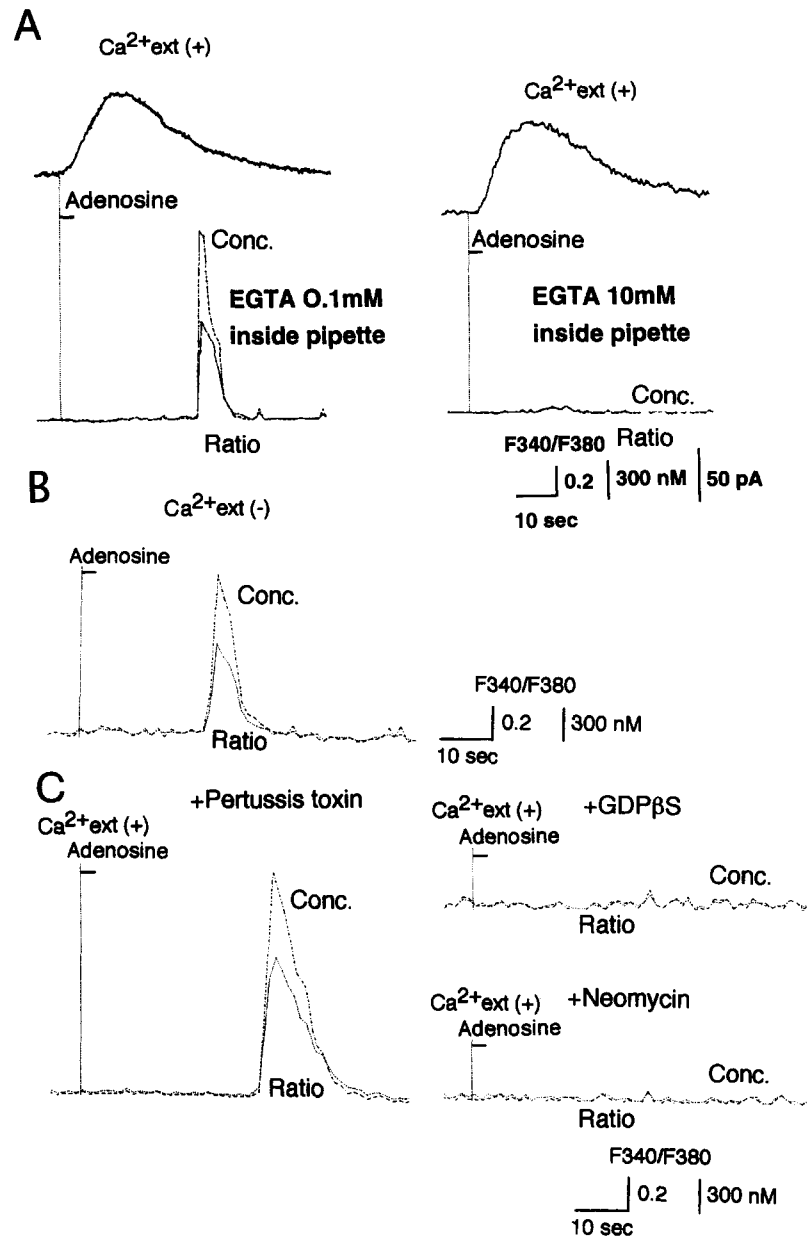 A
Ca2+ext (+)
Ca2+ext (+)
Adenosine
Conc.
EGTA O.1mM
inside pipette
Ratio
Adenosine
EGTA 10mM
inside pipette
Conc.
Ratio
F340/F380
0.2
300 nM
50 pA
10 sec
B
Ca2+ext (-)
Adenosine
Conc.
Ratio
F340/F380
0.2
300 nM
10 sec
C
+Pertussis toxin
Ca2+ext (+)
Adenosine
Conc.
Ratio
Ca2+ext (+)
+GDPβS
Adenosine
Conc.
Ratio
Ca2+ext (+)
+Neomycin
Adenosine
Conc.
Ratio
F340/F380
0.2
300 nM
10 sec